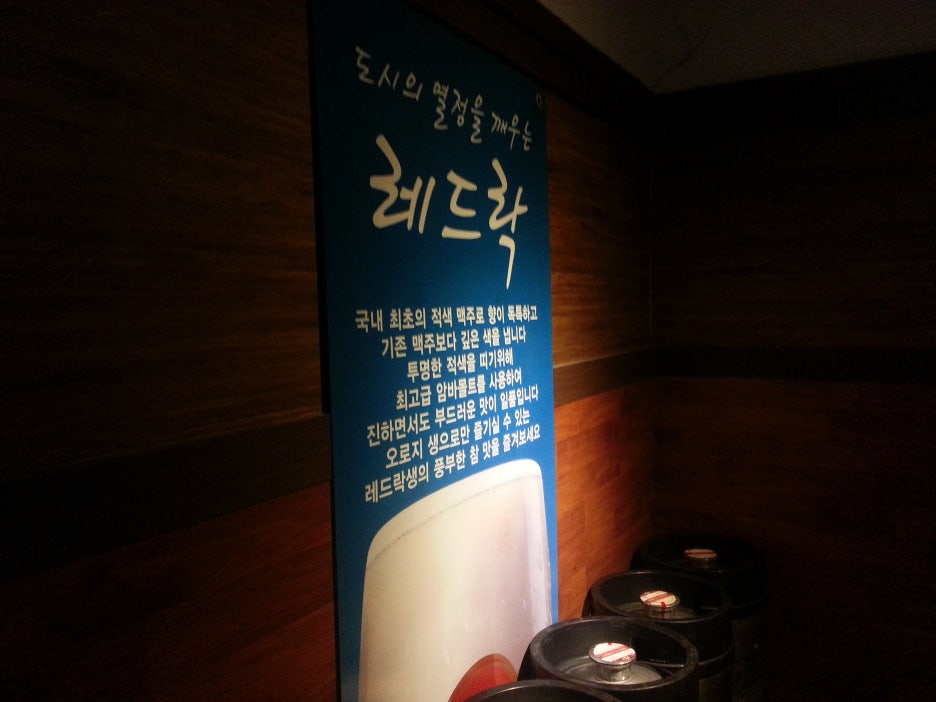 도시의 열정을 깨우는
레드락
국내 최초의 적색 맥주로 향이 독특하고
기존 맥주보다 깊은 색을 냅니다
투명한 적색을 띠기위해
최고급 암바몰트를 사용하여
진하면서도 부드러운 맛이 일품입니다
오로지 생으로만 즐기실 수 있는
레드락생의 풍부한 참 맛을 즐겨보세요